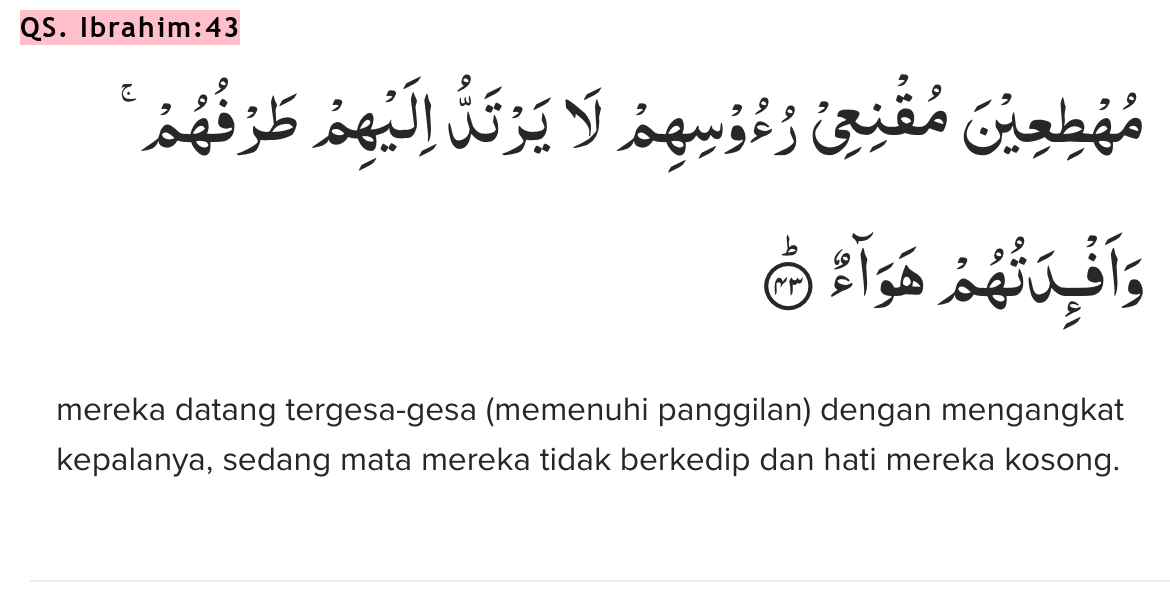 QS. Ibrahim:43
مُهْطِعِيْنَ مُقْنِعِيْ رُءُوْسِهِمْ لَا يَرْتَدُّ اِلَيْهِمْ طَرْفُهُمْ ۚ
وَاَفْـِٕدَتُهُمْ هَوَاۤءٌ ۗ ٤٣
mereka datang tergesa-gesa (memenuhi panggilan) dengan mengangkat
kepalanya, sedang mata mereka tidak berkedip dan hati mereka kosong.